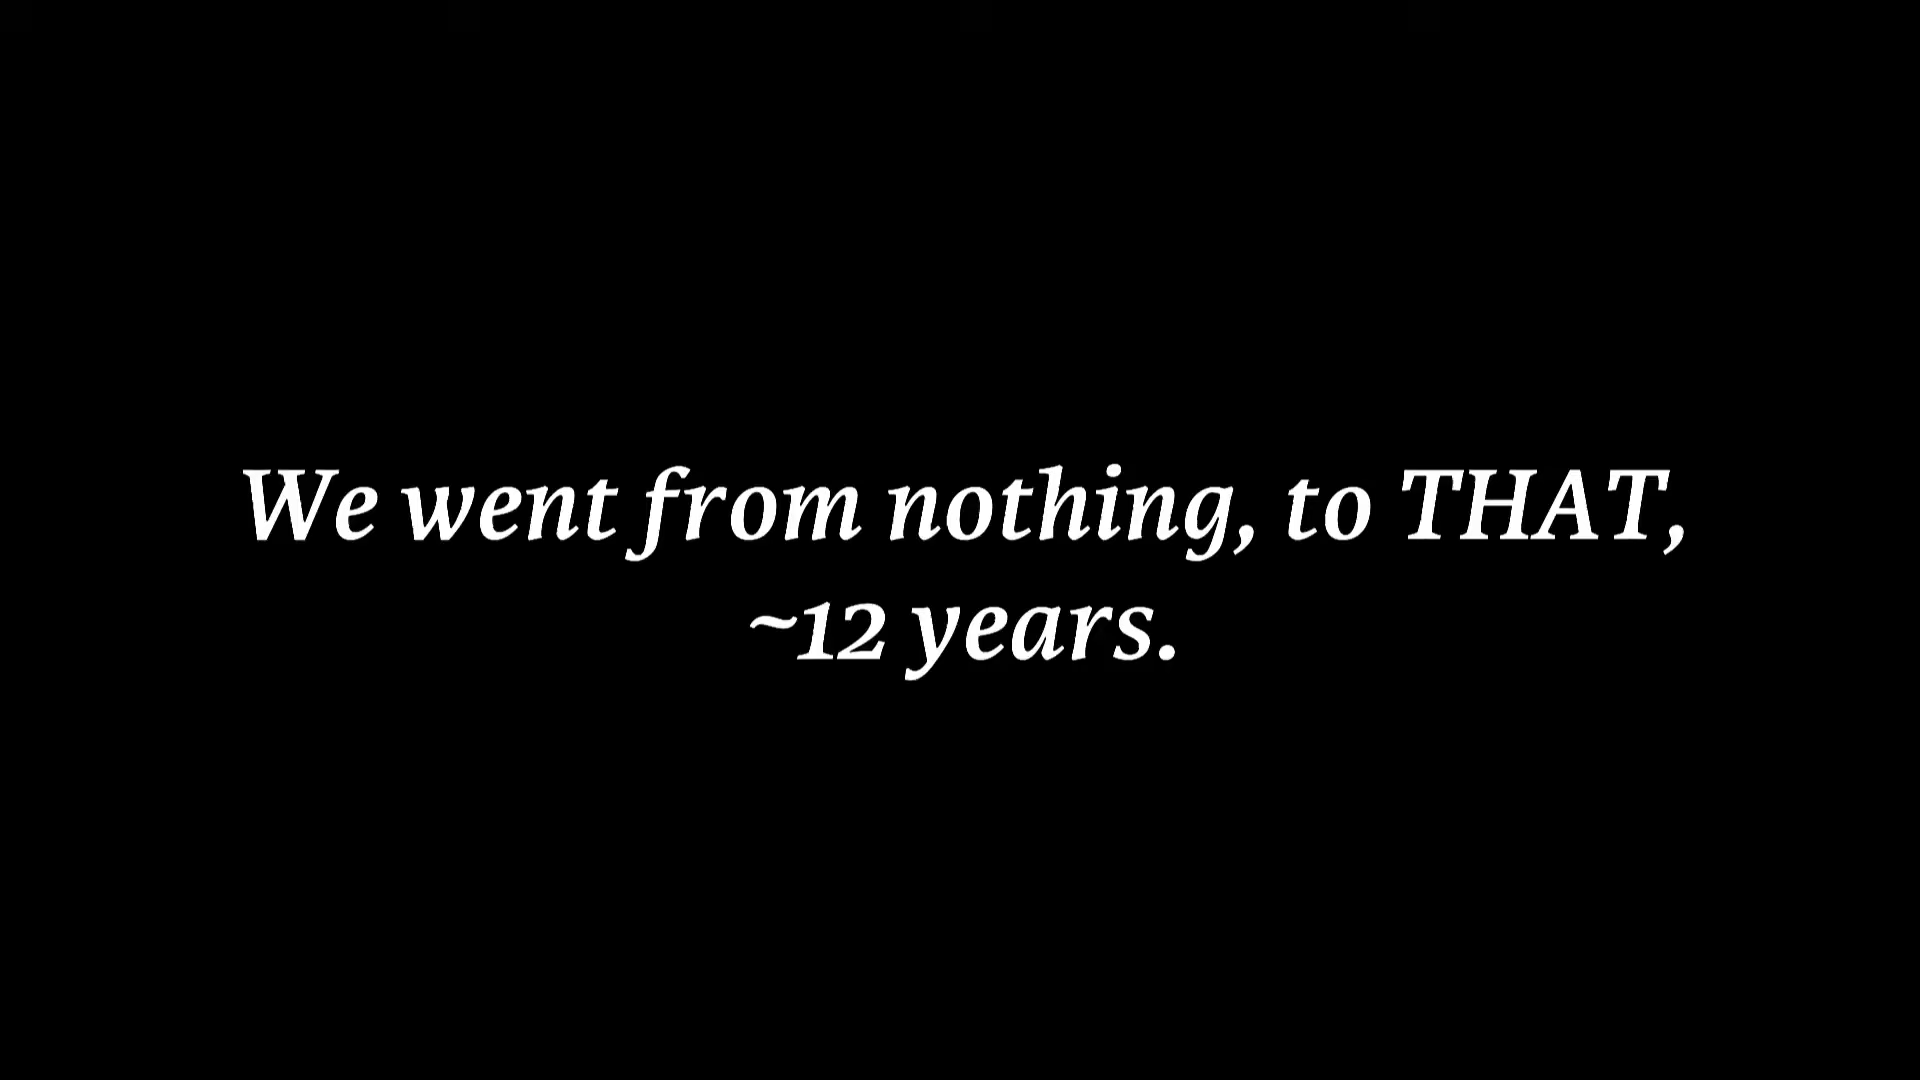 We went from nothing, to THAT,
~12 years.